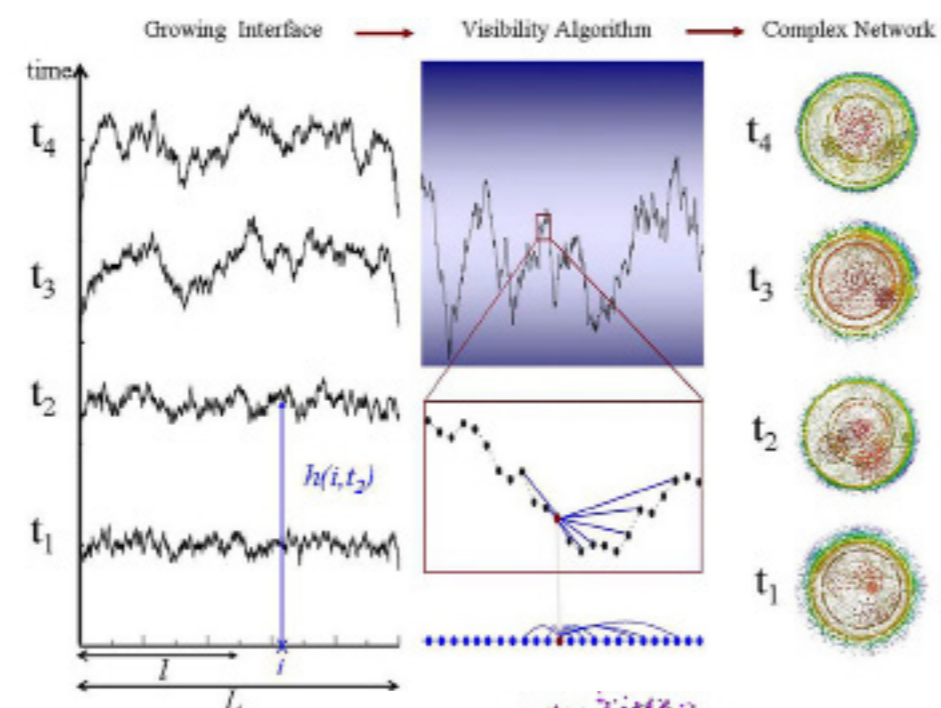 Growing Interface
Visibility Algorithm
Complex Network
time
t4
t3
t2
t1
h(i,t2)
l
i
L
t4
t3
t2
t1